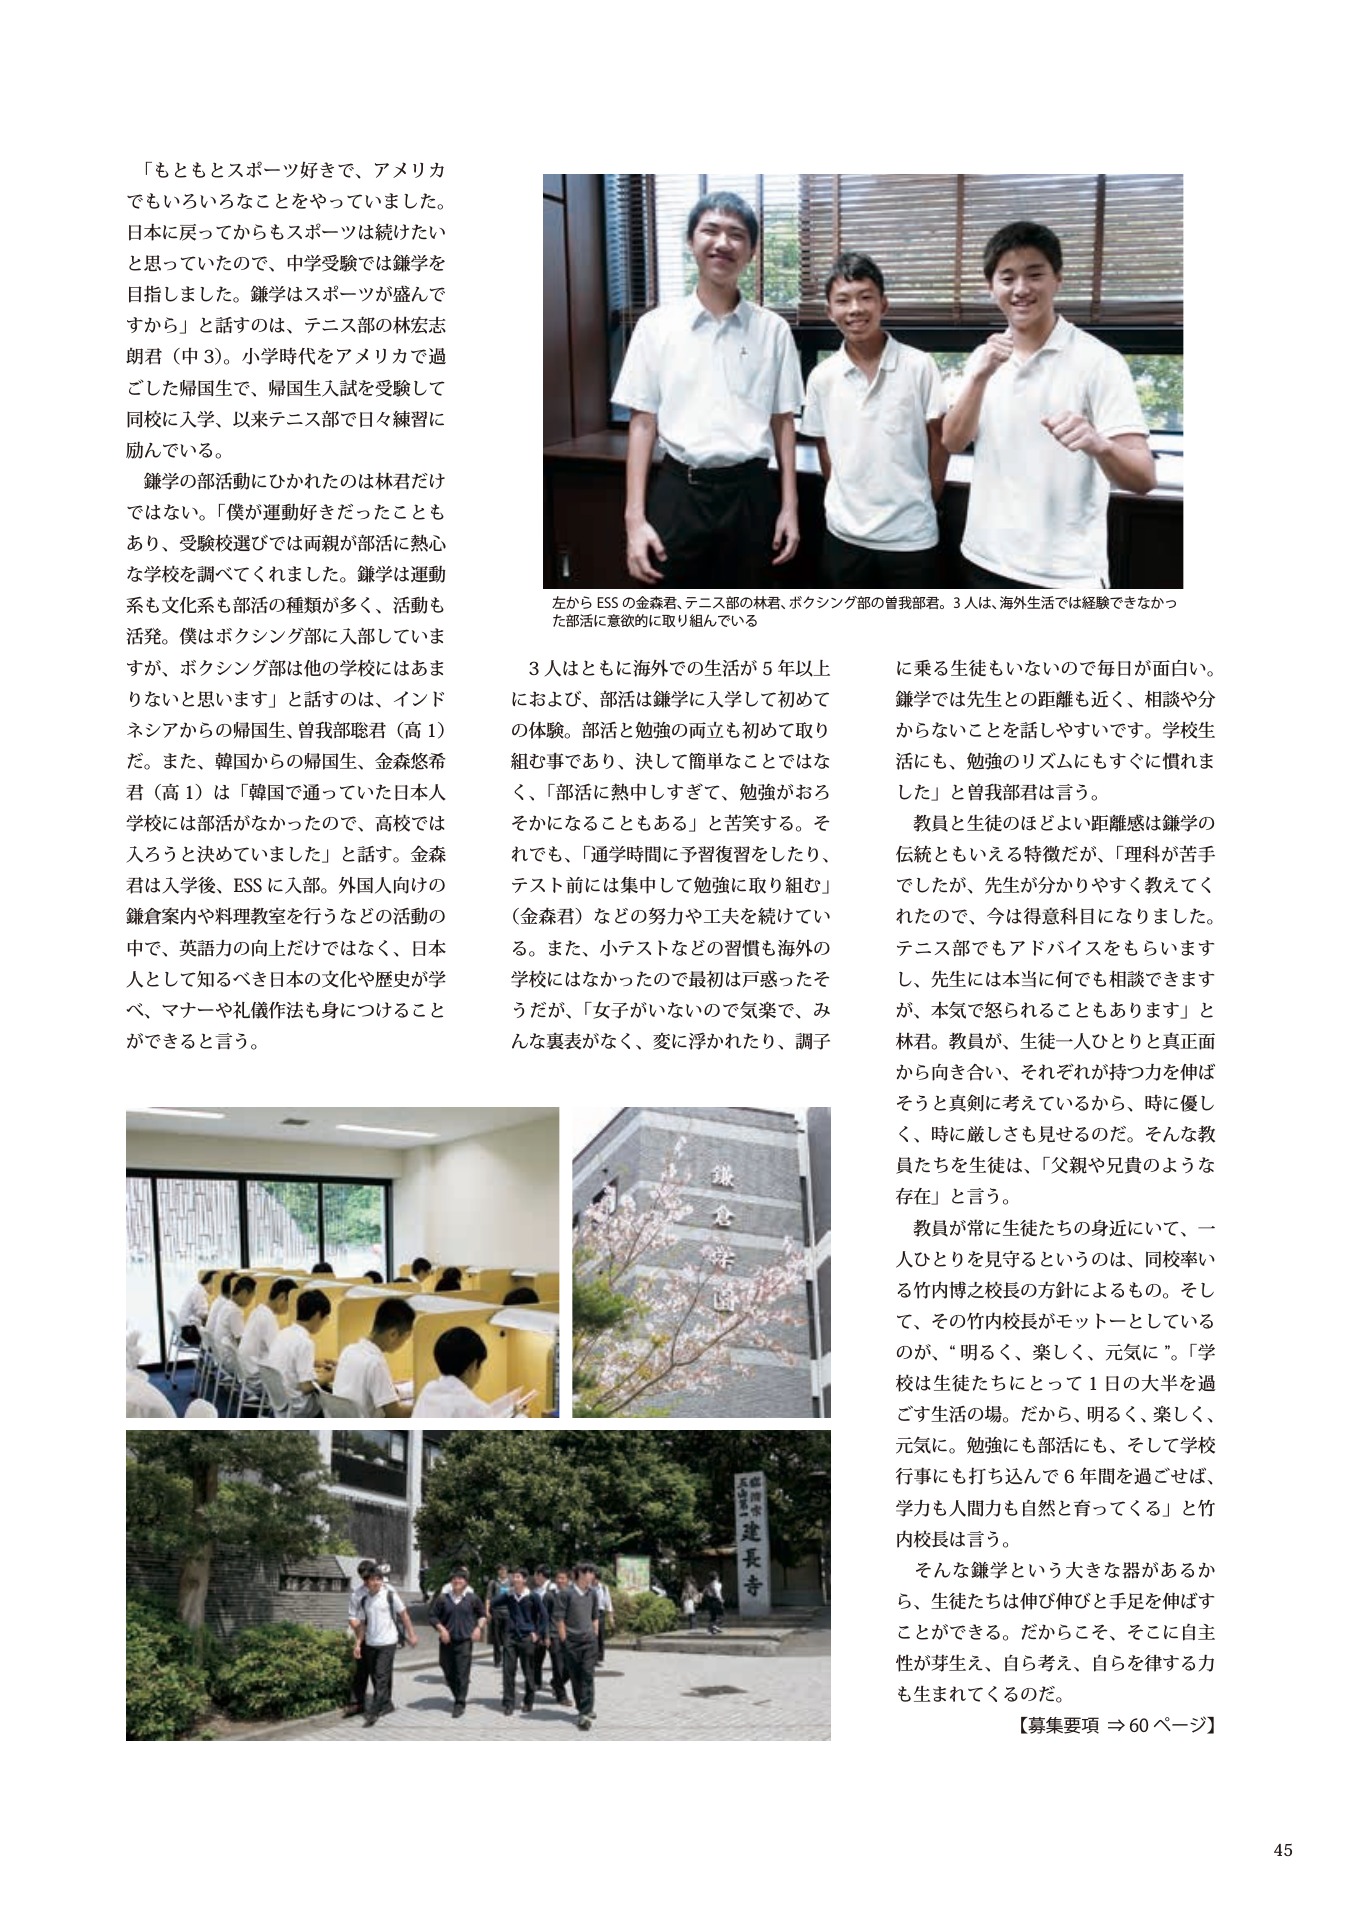 「もともとスポーツ好きで、アメリカ
でもいろいろなことをやっていました。
日本に戻ってからもスポーツは続けたい
と思っていたので、中学受験では鎌学を
目指しました。鎌学はスポーツが盛んで
すから」と話すのは、テニス部の林宏志
朗君（中 3）。小学時代をアメリカで過
ごした帰国生で、帰国生入試を受験して
同校に入学、以来テニス部で日々練習に
励んでいる。
鎌学の部活動にひかれたのは林君だけ
ではない。「僕が運動好きだったことも
あり、受験校選びでは両親が部活に熱心
な学校を調べてくれました。鎌学は運動
系も文化系も部活の種類が多く、活動も
活発。僕はボクシング部に入部していま
すが、ボクシング部は他の学校にはあま
りないと思います」と話すのは、インド
ネシアからの帰国生、曽我部聡君（高 1）
だ。また、韓国からの帰国生、金森悠希
君（高 1）は「韓国で通っていた日本人
学校には部活がなかったので、高校では
入ろうと決めていました」と話す。金森
君は入学後、ESS に入部。外国人向けの
鎌倉案内や料理教室を行うなどの活動の
中で、英語力の向上だけではなく、日本
人として知るべき日本の文化や歴史が学
べ、マナーや礼儀作法も身につけること
ができると言う。
左から ESS の金森君、テニス部の林君、ボクシング部の曽我部君。3 人は、海外生活では経験できなかっ
た部活に意欲的に取り組んでいる
3 人はともに海外での生活が 5 年以上
におよび、部活は鎌学に入学して初めて
の体験。部活と勉強の両立も初めて取り
組む事であり、決して簡単なことではな
く、「部活に熱中しすぎて、勉強がおろ
そかになることもある」と苦笑する。そ
れでも、「通学時間に予習復習をしたり、
テスト前には集中して勉強に取り組む」
（金森君）などの努力や工夫を続けてい
る。また、小テストなどの習慣も海外の
学校にはなかったので最初は戸惑ったそ
うだが、「女子がいないので気楽で、み
んな裏表がなく、変に浮かれたり、調子
に乗る生徒もいないので毎日が面白い。
鎌学では先生との距離も近く、相談や分
からないことを話しやすいです。学校生
活にも、勉強のリズムにもすぐに慣れま
した」と曽我部君は言う。
教員と生徒のほどよい距離感は鎌学の
伝統ともいえる特徴だが、「理科が苦手
でしたが、先生が分かりやすく教えてく
れたので、今は得意科目になりました。
テニス部でもアドバイスをもらいます
し、先生には本当に何でも相談できます
が、本気で怒られることもあります」と
林君。教員が、生徒一人ひとりと真正面
から向き合い、それぞれが持つ力を伸ば
そうと真剣に考えているから、時に優し
く、時に厳しさも見せるのだ。そんな教
員たちを生徒は、「父親や兄貴のような
存在」と言う。
教員が常に生徒たちの身近にいて、一
人ひとりを見守るというのは、同校率い
る竹内博之校長の方針によるもの。そし
て、その竹内校長がモットーとしている
のが、“ 明るく、楽しく、元気に ”。「学
校は生徒たちにとって 1 日の大半を過
ごす生活の場。だから、明るく、楽しく、
元気に。勉強にも部活にも、そして学校
行事にも打ち込んで 6 年間を過ごせば、
学力も人間力も自然と育ってくる」と竹
内校長は言う。
そんな鎌学という大きな器があるか
ら、生徒たちは伸び伸びと手足を伸ばす
ことができる。だからこそ、そこに自主
性が芽生え、自ら考え、自らを律する力
も生まれてくるのだ。
【募集要項 ⇒ 60 ページ】
鎌倉学園
建長寺
45